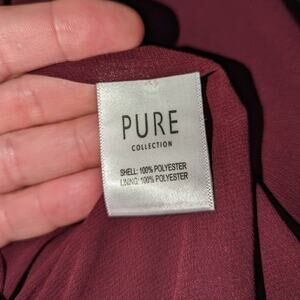 PURE
COLLECTION
SHELL: 100% POLYESTER
LINING: 100% POLYESTER